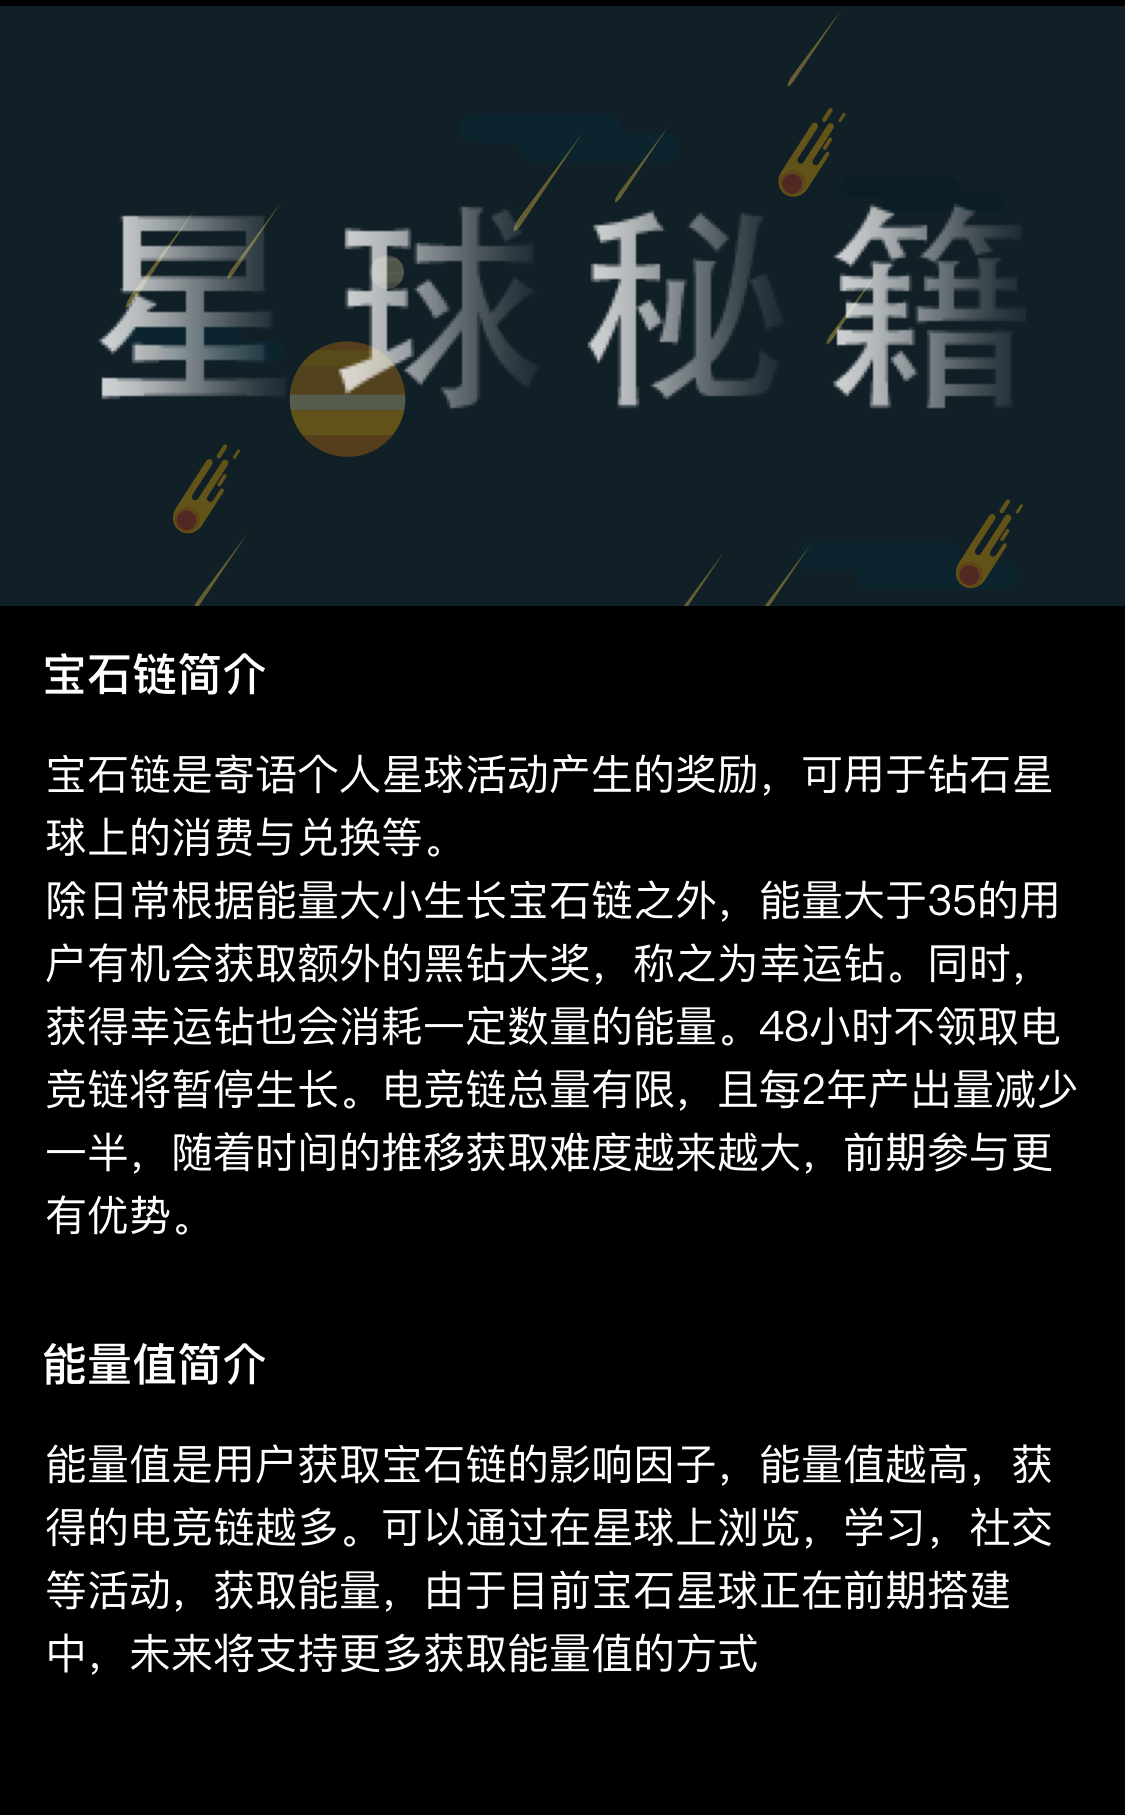 星球秘籍
宝石链简介
宝石链是寄语个人星球活动产生的奖励，可用于钻石星
球上的消费与兑换等。
除日常根据能量大小生长宝石链之外，能量大于35的用
户有机会获取额外的黑钻大奖，称之为幸运钻。同时，
获得幸运钻也会消耗一定数量的能量。48小时不领取电
竞链将暂停生长。电竞链总量有限，且每2年产出量减少
一半，随着时间的推移获取难度越来越大，前期参与更
有优势。
能量值简介
能量值是用户获取宝石链的影响因子，能量值越高，获
得的电竞链越多。可以通过在星球上浏览，学习，社交
等活动，获取能量，由于目前宝石星球正在前期搭建
中，未来将支持更多获取能量值的方式